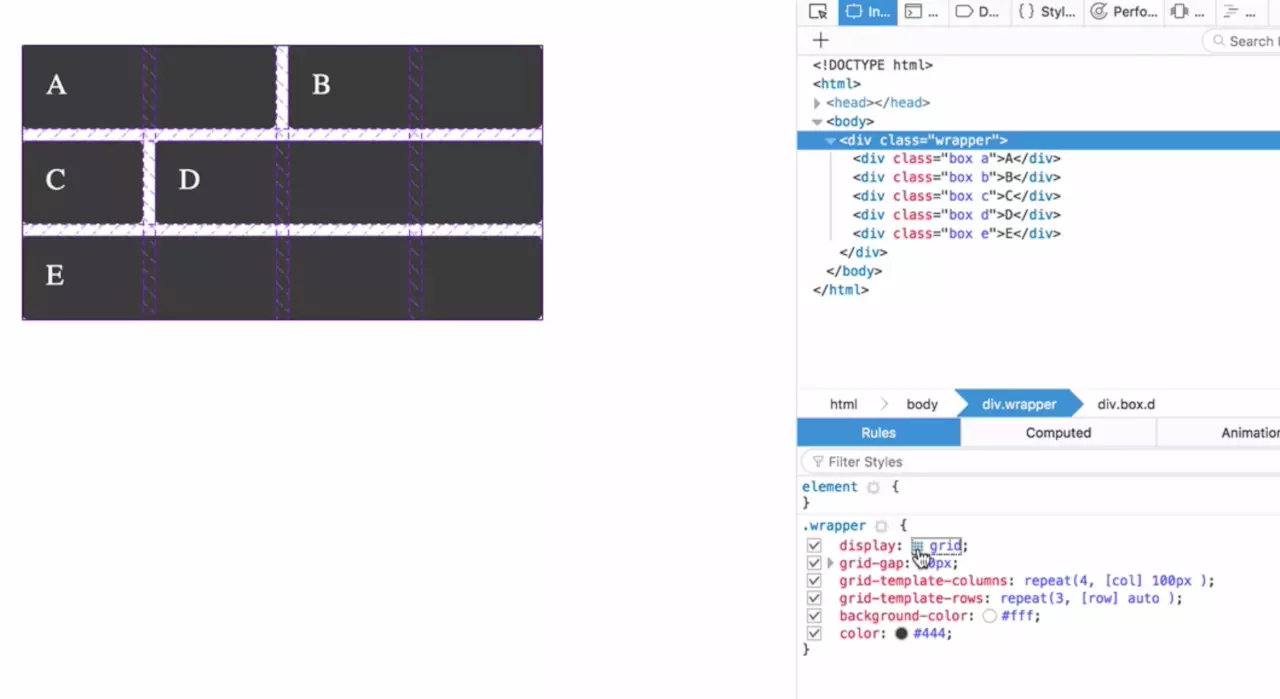 In... ... D... { } Styl... Perfo... ... ...
+
Search
A B
C D
E
<!DOCTYPE html>
<html>
<head></head>
<body>
<div class="wrapper">
<div class="box a">A</div>
<div class="box b">B</div>
<div class="box c">C</div>
<div class="box d">D</div>
<div class="box e">E</div>
</div>
</body>
</html>
html body div.wrapper div.box.d
Rules Computed Animation
Filter Styles
element {
}
.wrapper {
display: grid;
grid-gap: 0px;
grid-template-columns: repeat(4, [col] 100px );
grid-template-rows: repeat(3, [row] auto );
background-color: #fff;
color: #444;
}